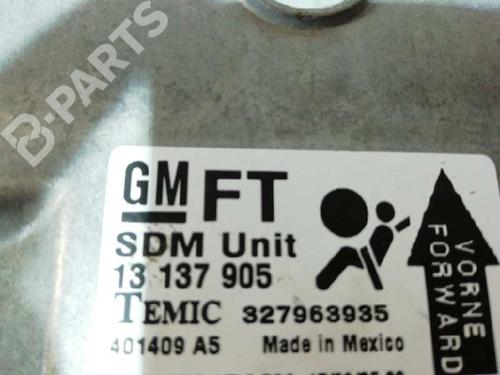 B-PARTS
GM FT
SDM Unit
13 137 905
TEMIC 327963935
401409 A5 Made in Mexico
VORNE
FORWARD